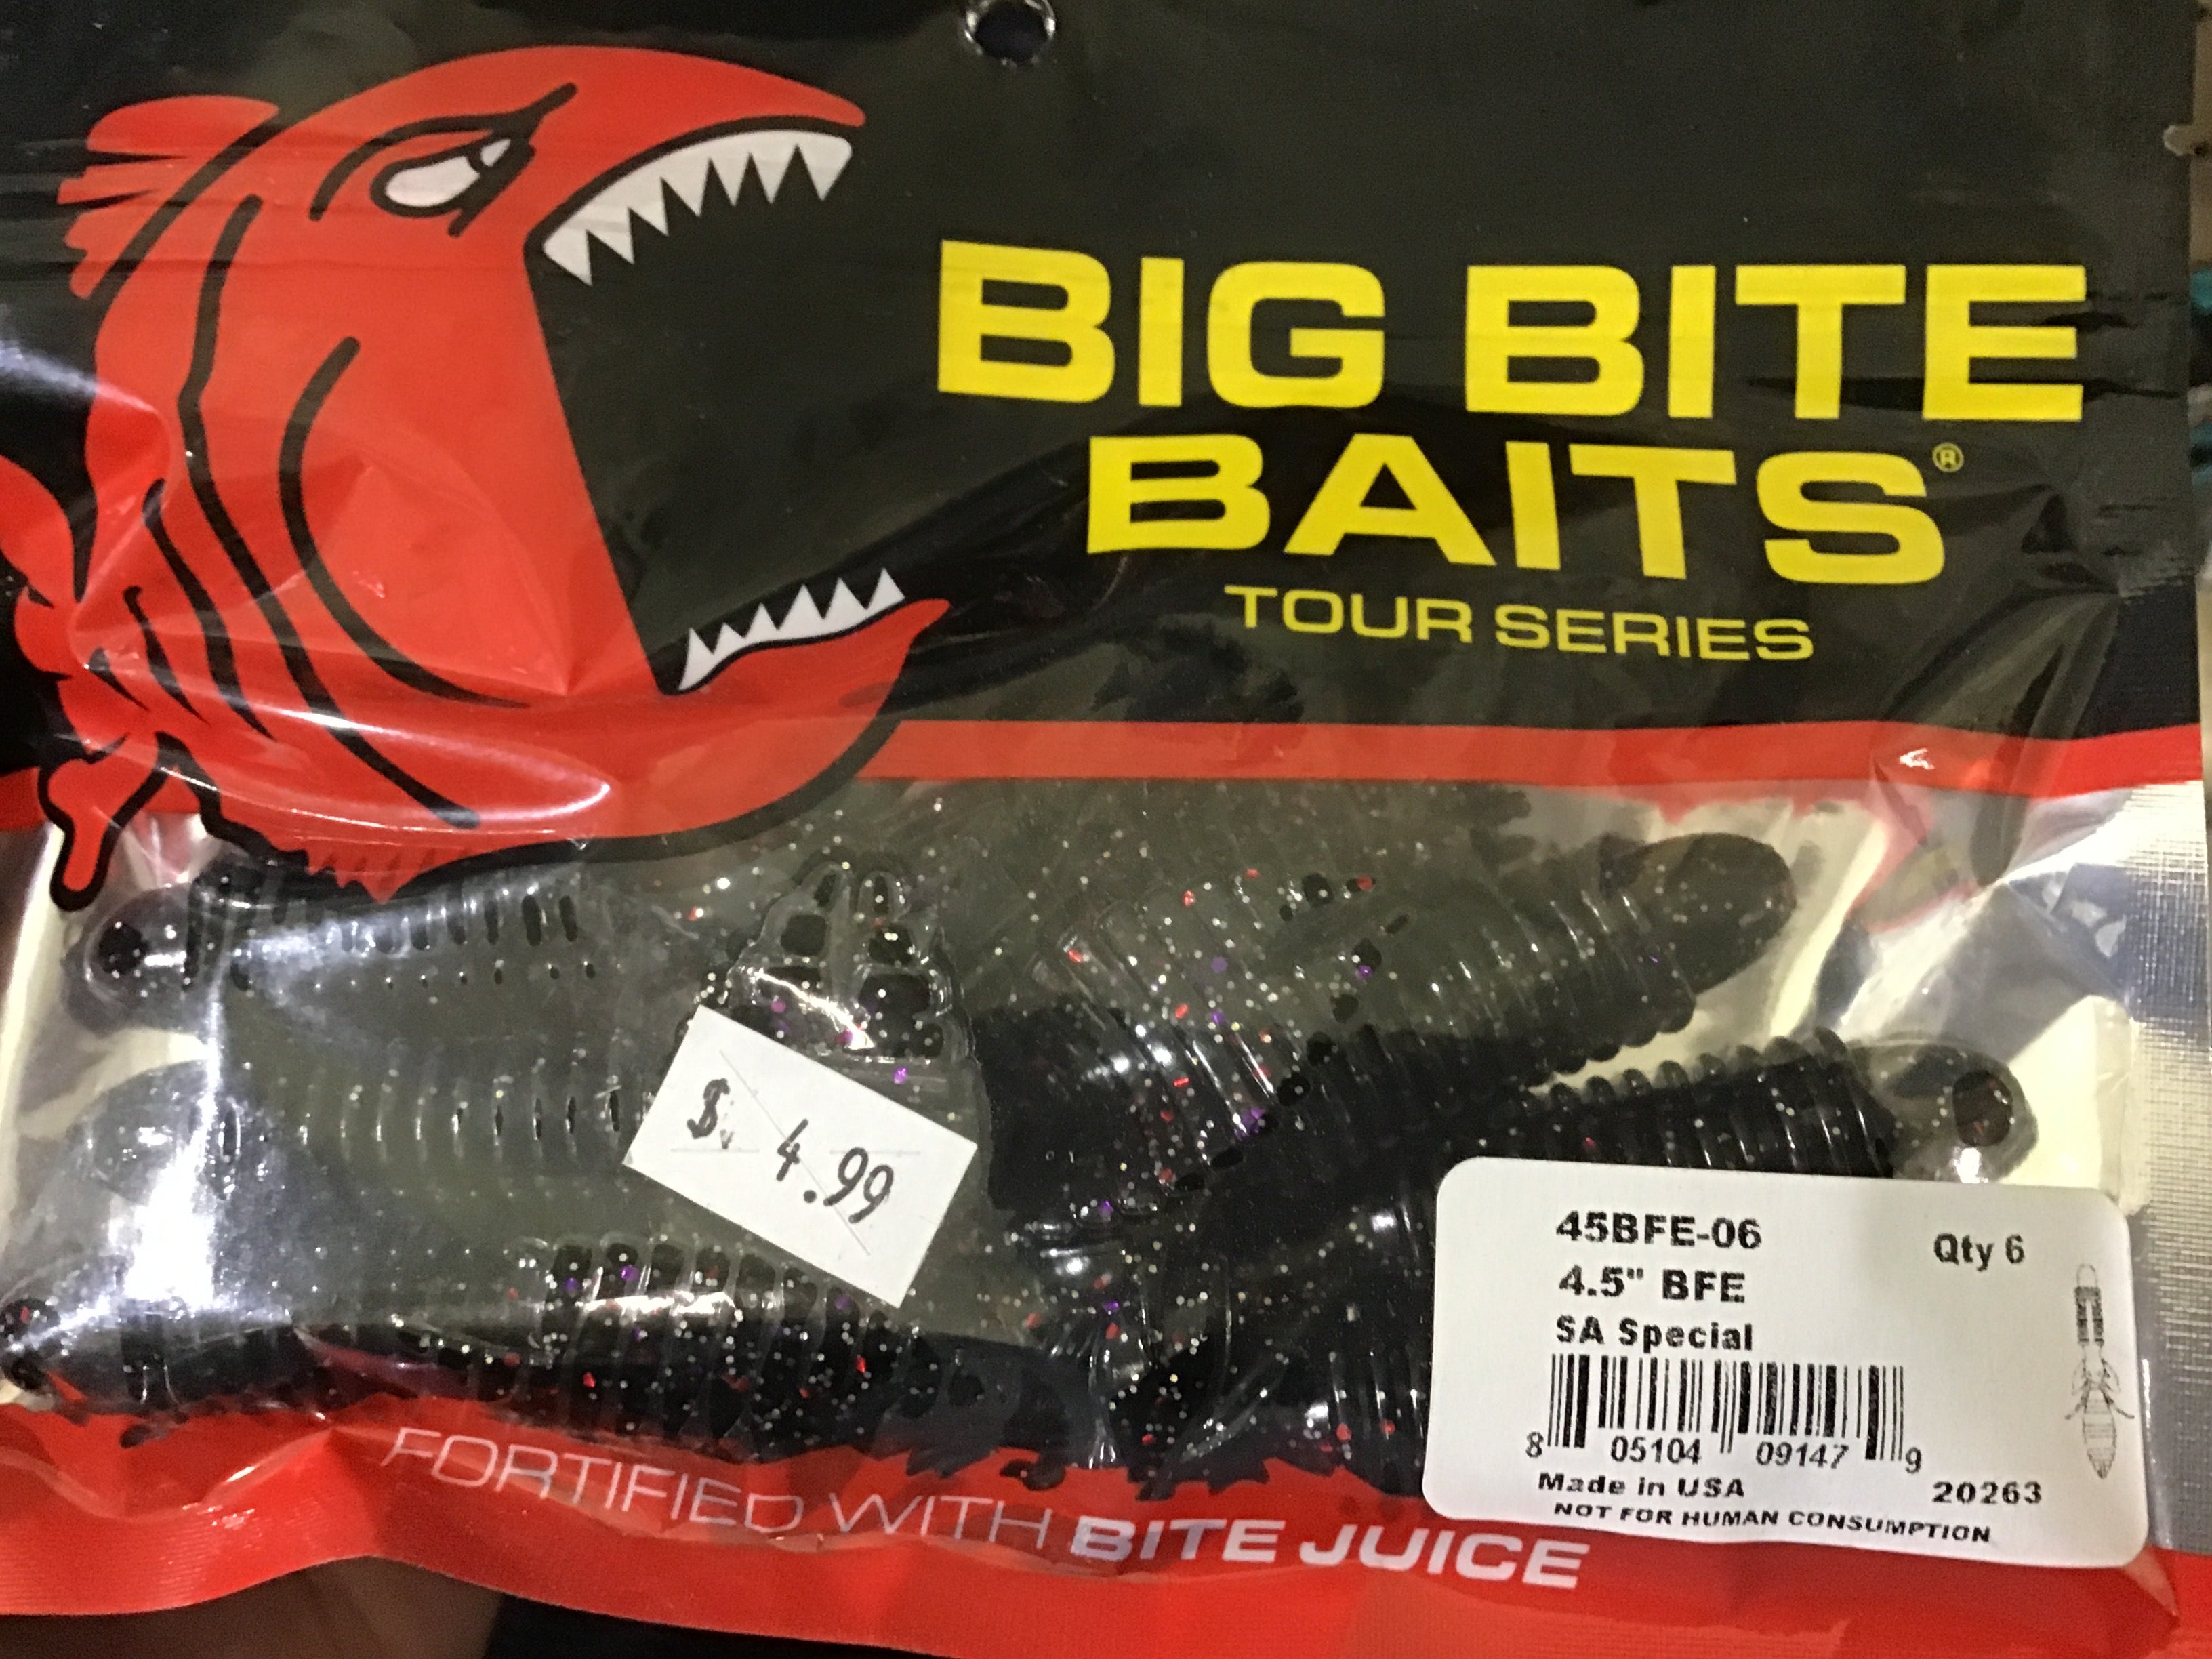 BIG BITE
BAITS®
TOUR SERIES
$. 4.99
45BFE-06
Qty 6
4.5" BFE
SA Special
8 05104 09147 9
20263
Made in USA
NOT FOR HUMAN CONSUMPTION
FORTIFIED WITH BITE JUICE